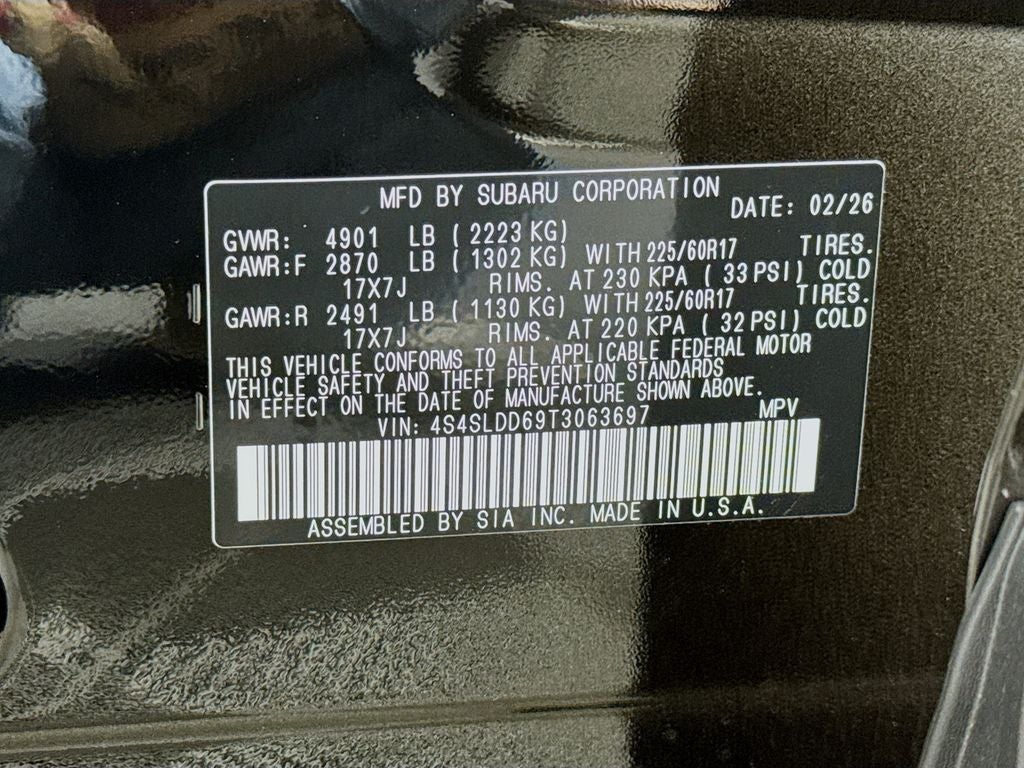 MFD BY SUBARU CORPORATION
DATE: 02/26
GVWR: 4901 LB ( 2223 KG)
GAWR:F 2870 LB ( 1302 KG) WITH 225/60R17 TIRES.
17X7J RIMS. AT 230 KPA ( 33 PSI) COLD
GAWR:R 2491 LB ( 1130 KG) WITH 225/60R17 TIRES.
17X7J RIMS. AT 220 KPA ( 32 PSI) COLD
THIS VEHICLE CONFORMS TO ALL APPLICABLE FEDERAL MOTOR
VEHICLE SAFETY AND THEFT PREVENTION STANDARDS
IN EFFECT ON THE DATE OF MANUFACTURE SHOWN ABOVE.
VIN: 4S4SLDD69T3063697 MPV
ASSEMBLED BY SIA INC. MADE IN U.S.A.